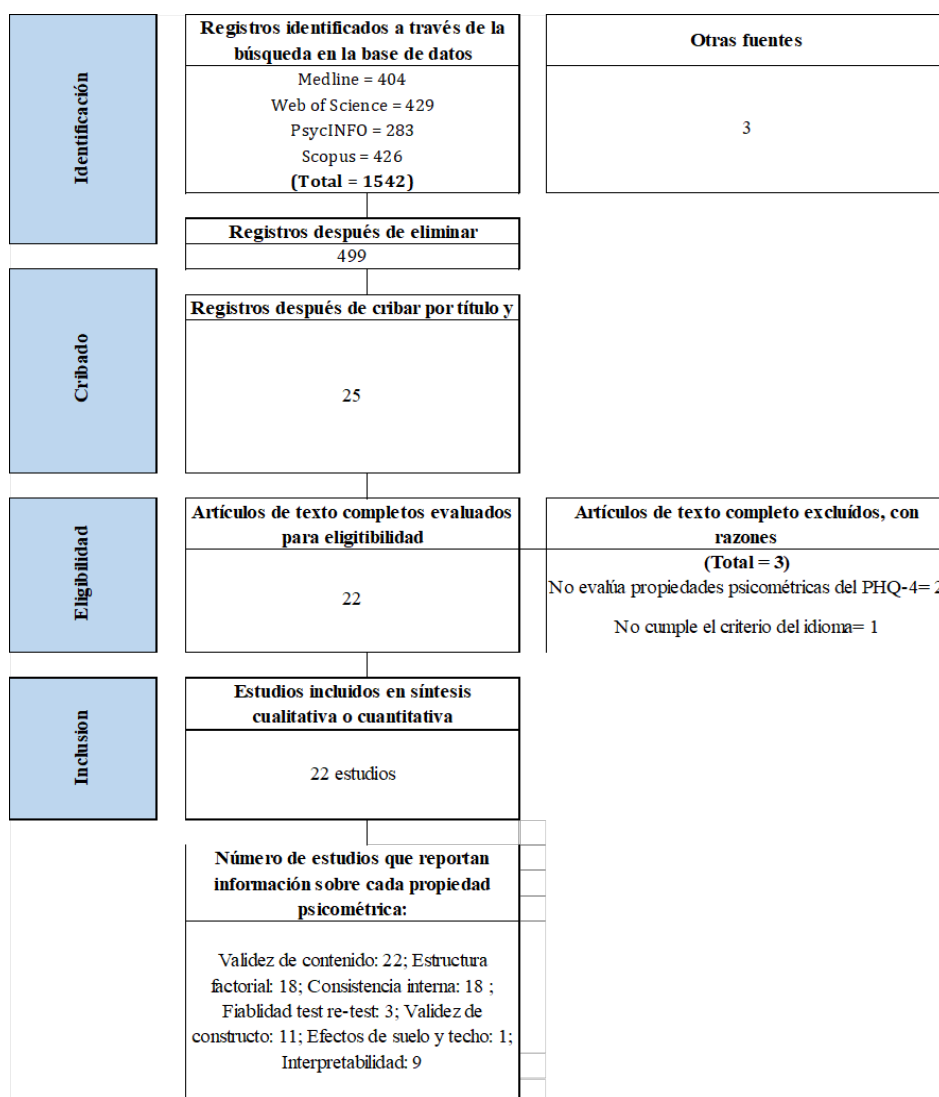 Identificación
Registros identificados a través de la
búsqueda en la base de datos
Medline = 404
Web of Science = 429
PsycINFO = 283
Scopus = 426
(Total = 1542)
Otras fuentes
3
Registros después de eliminar
499
Cribado
Registros después de cribar por título y
25
Eligibilidad
Artículos de texto completos evaluados
para eligitibilidad
22
Artículos de texto completo excluídos, con
razones
(Total = 3)
No evalúa propiedades psicométricas del PHQ-4= 2
No cumple el criterio del idioma= 1
Inclusion
Estudios incluidos en síntesis
cualitativa o cuantitativa
22 estudios
Número de estudios que reportan
información sobre cada propiedad
psicométrica:
Validez de contenido: 22; Estructura
factorial: 18; Consistencia interna: 18 ;
Fiablidad test re-test: 3; Validez de
constructo: 11; Efectos de suelo y techo: 1;
Interpretabilidad: 9